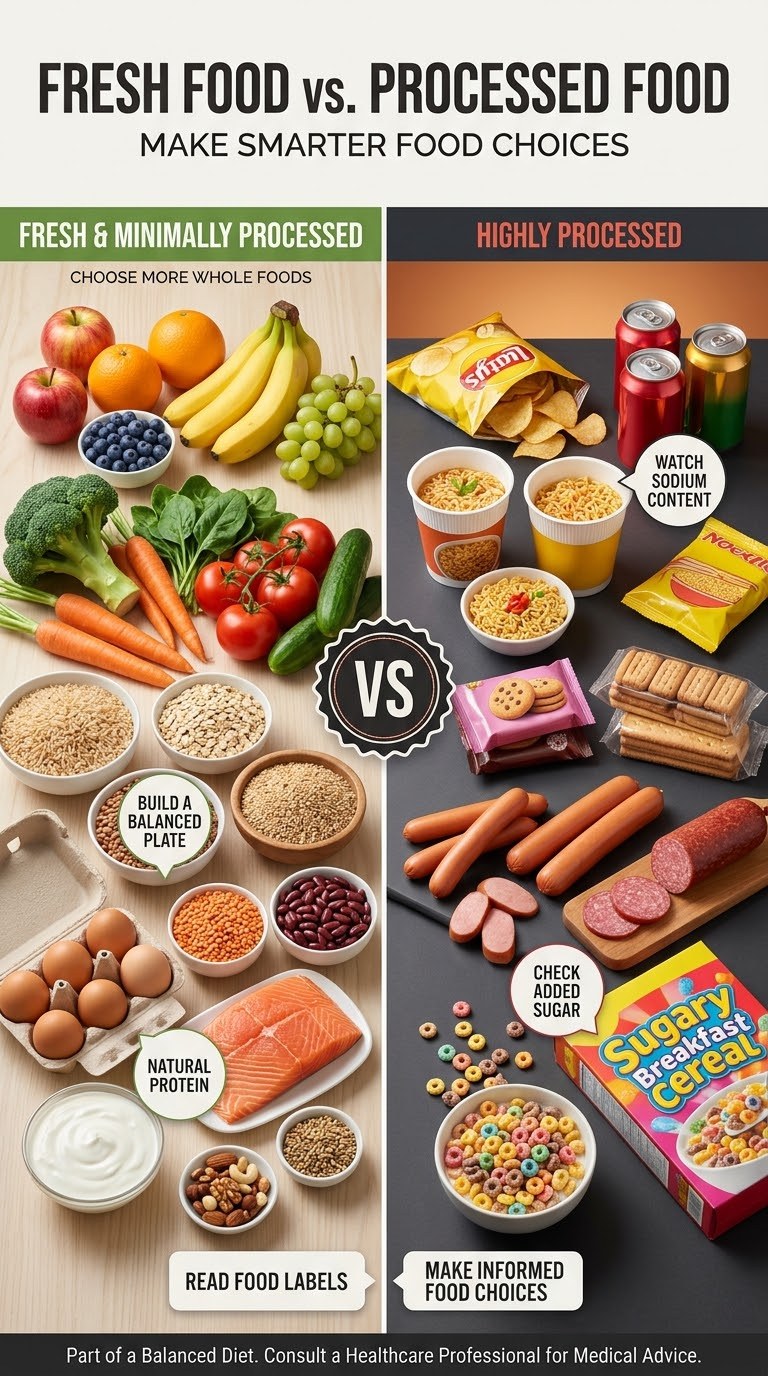 FRESH FOOD vs. PROCESSED FOOD
MAKE SMARTER FOOD CHOICES
FRESH & MINIMALLY PROCESSED
HIGHLY PROCESSED
CHOOSE MORE WHOLE FOODS
WATCH
SODIUM
CONTENT
VS
BUILD A
BALANCED
PLATE
CHECK
ADDED
SUGAR
Sugary
Breakfast
Cereal
NATURAL
PROTEIN
READ FOOD LABELS
MAKE INFORMED
FOOD CHOICES
Part of a Balanced Diet. Consult a Healthcare Professional for Medical Advice.